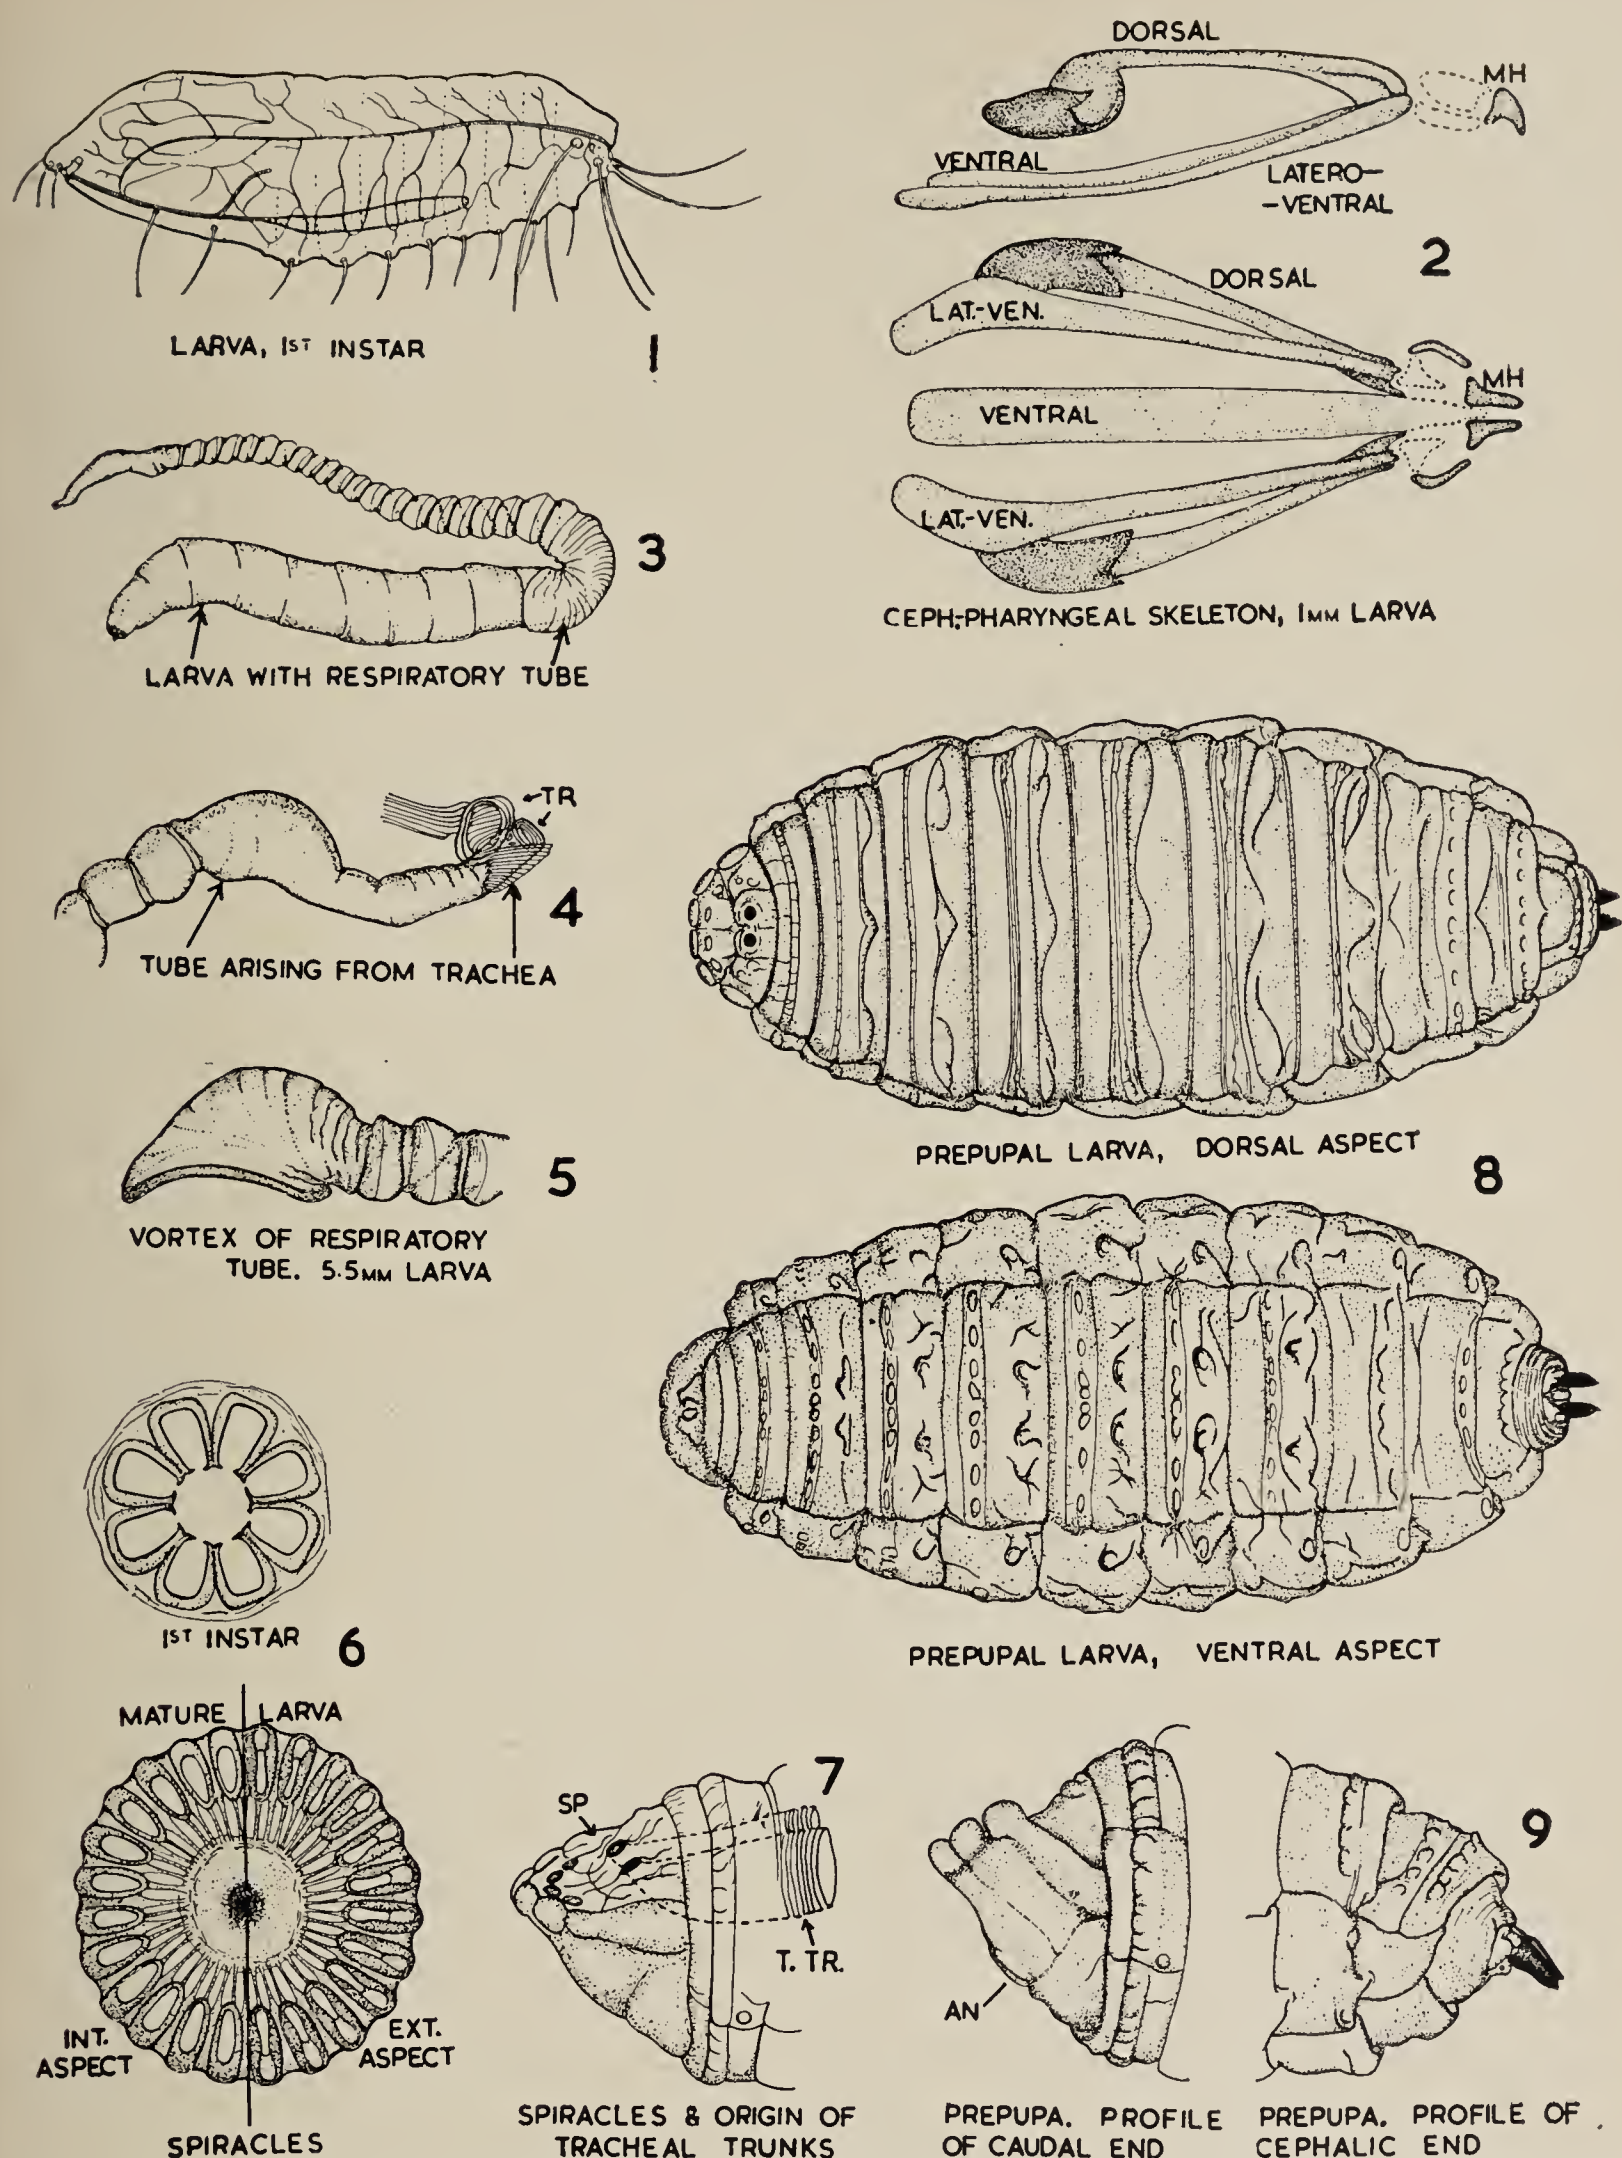 LARVA, 1ST INSTAR
1
DORSAL
MH
VENTRAL
LATERO-
-VENTRAL
2
DORSAL
LAT.-VEN.
MH
VENTRAL
LAT.-VEN.
CEPH.-PHARYNGEAL SKELETON, 1MM LARVA
3
LARVA WITH RESPIRATORY TUBE
TR
4
TUBE ARISING FROM TRACHEA
5
VORTEX OF RESPIRATORY
TUBE. 5.5MM LARVA
PREPUPAL LARVA, DORSAL ASPECT
8
PREPUPAL LARVA, VENTRAL ASPECT
1ST INSTAR
6
MATURE LARVA
INT.
ASPECT
EXT.
ASPECT
SPIRACLES
7
SP
T. TR.
SPIRACLES & ORIGIN OF
TRACHEAL TRUNKS
AN
PREPUPA. PROFILE
OF CAUDAL END
9
PREPUPA. PROFILE OF
CEPHALIC END